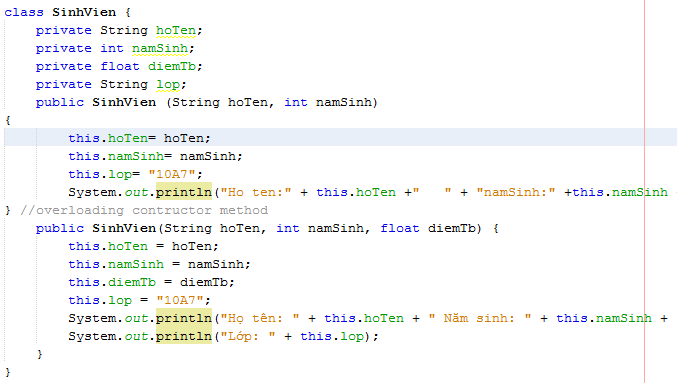 class SinhVien {
private String hoTen;
private int namSinh;
private float diemTb;
private String lop;
public SinhVien (String hoTen, int namSinh)
{
this.hoTen= hoTen;
this.namSinh= namSinh;
this.lop= "10A7";
System.out.println("Ho ten:" + this.hoTen +"   " + "namSinh:" +this.namSinh
} //overloading contructor method
public SinhVien(String hoTen, int namSinh, float diemTb) {
this.hoTen = hoTen;
this.namSinh = namSinh;
this.diemTb = diemTb;
this.lop = "10A7";
System.out.println("Họ tên: " + this.hoTen + " Năm sinh: " + this.namSinh +
System.out.println("Lớp: " + this.lop);
}
}